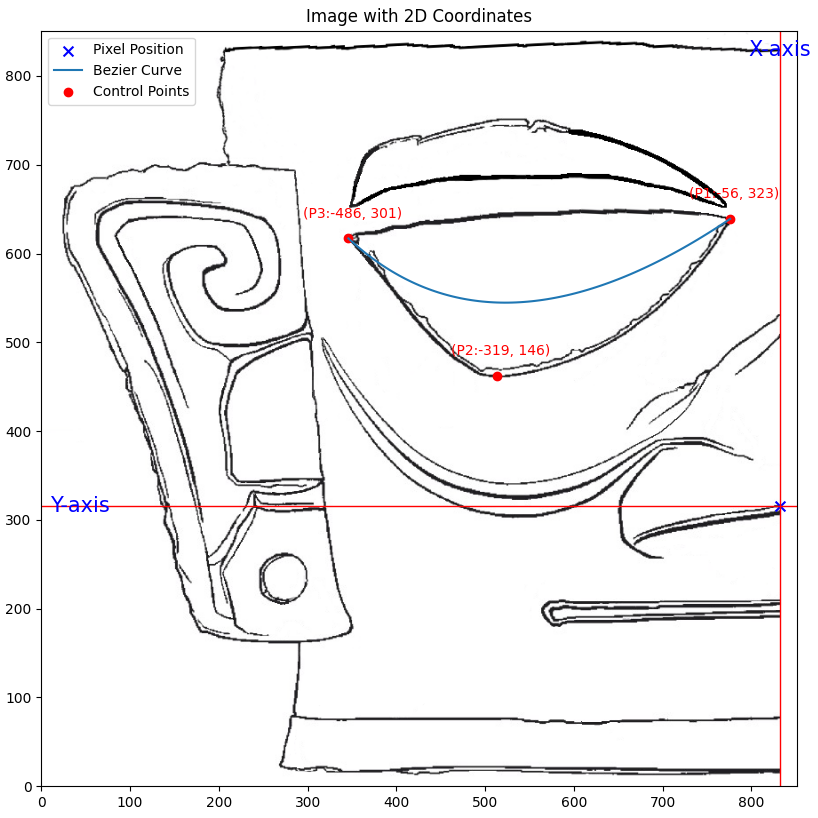 Image with 2D Coordinates
Pixel Position
Bezier Curve
Control Points
X-axis
(P1:-56, 323)
(P3:-486, 301)
(P2:-319, 146)
Y-axis
800
700
600
500
400
300
200
100
0
0 100 200 300 400 500 600 700 800